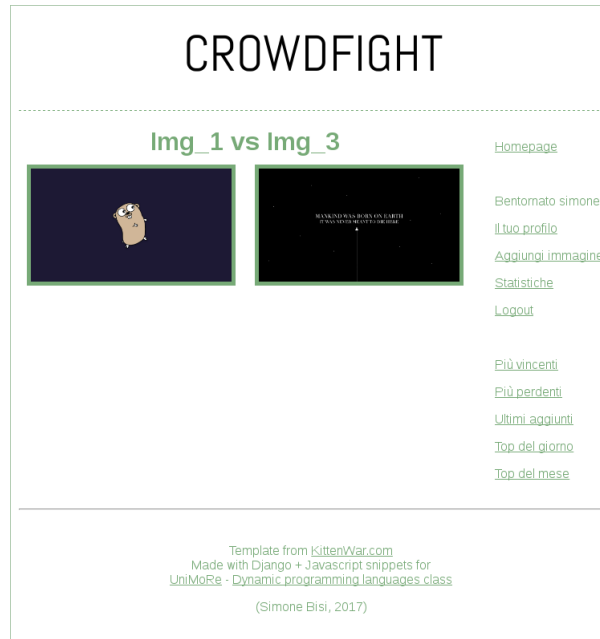 CROWDFIGHT
Img_1 vs Img_3
MANKIND WAS BORN ON EARTH
IT WAS NEVER MEANT TO DIE HERE
Homepage
Bentornato simone
Il tuo profilo
Aggiungi immagine
Statistiche
Logout
Più vincenti
Più perdenti
Ultimi aggiunti
Top del giorno
Top del mese
Template from KittenWar.com
Made with Django + Javascript snippets for
UniMoRe - Dynamic programming languages class
(Simone Bisi, 2017)